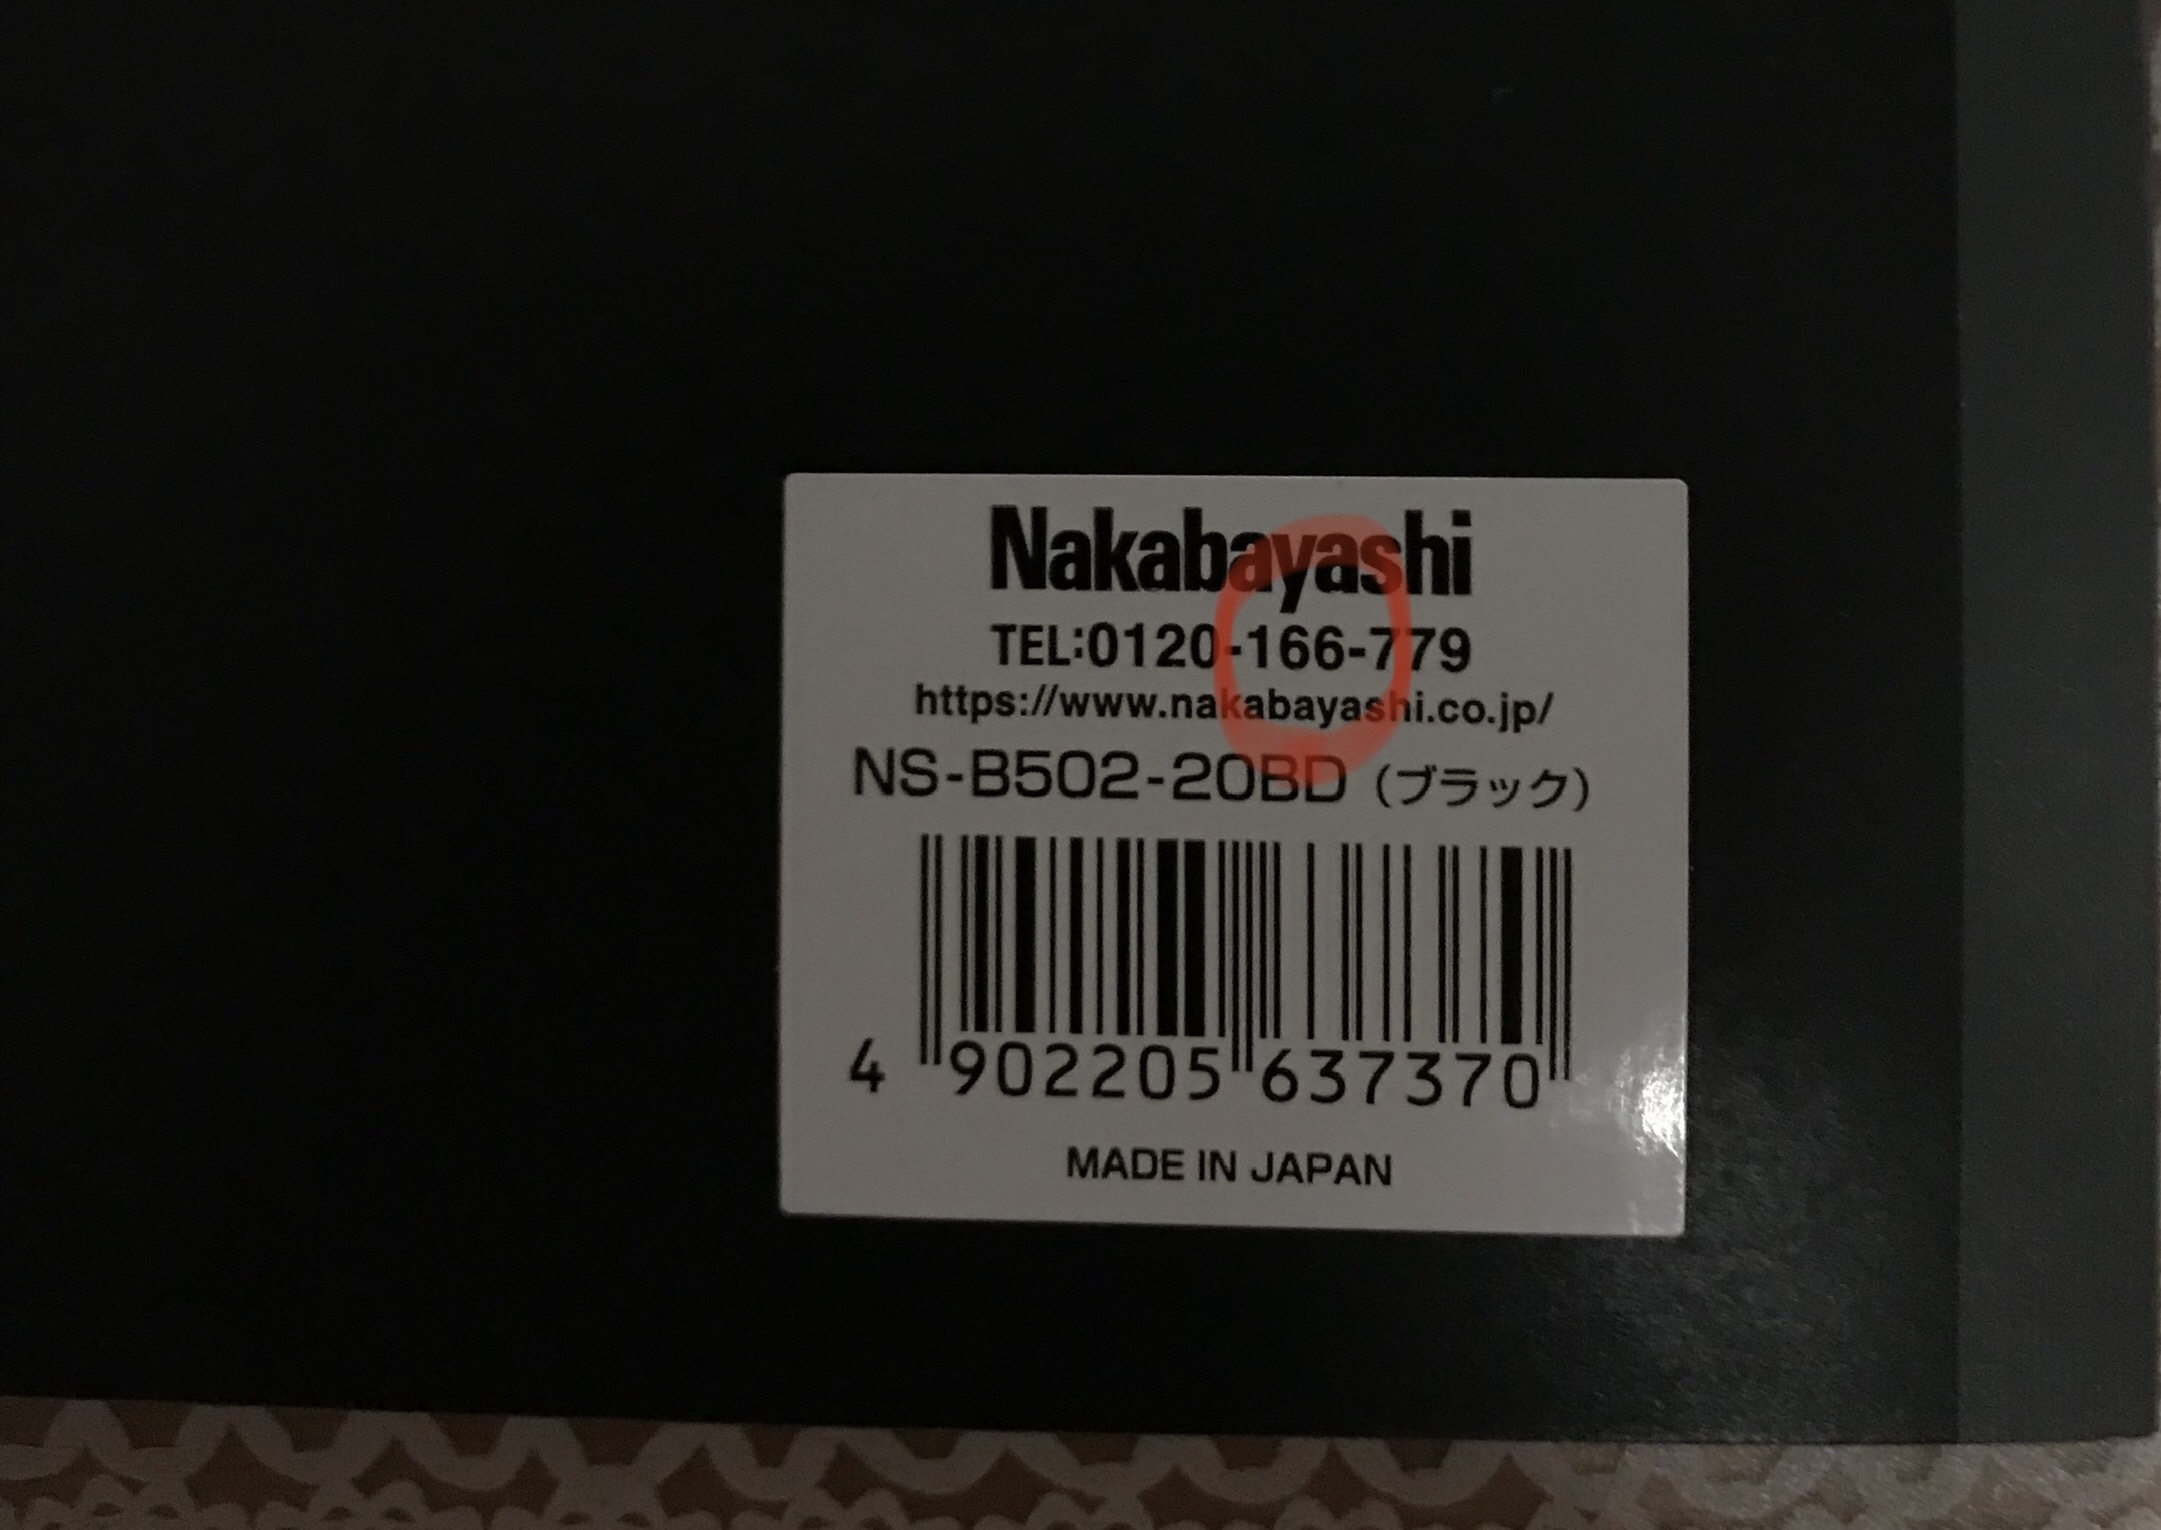 Nakabayashi
TEL:0120-166-779
https://www.nakabayashi.co.jp/
NS-B502-20BD (ブラック)
4 902205 637370
MADE IN JAPAN